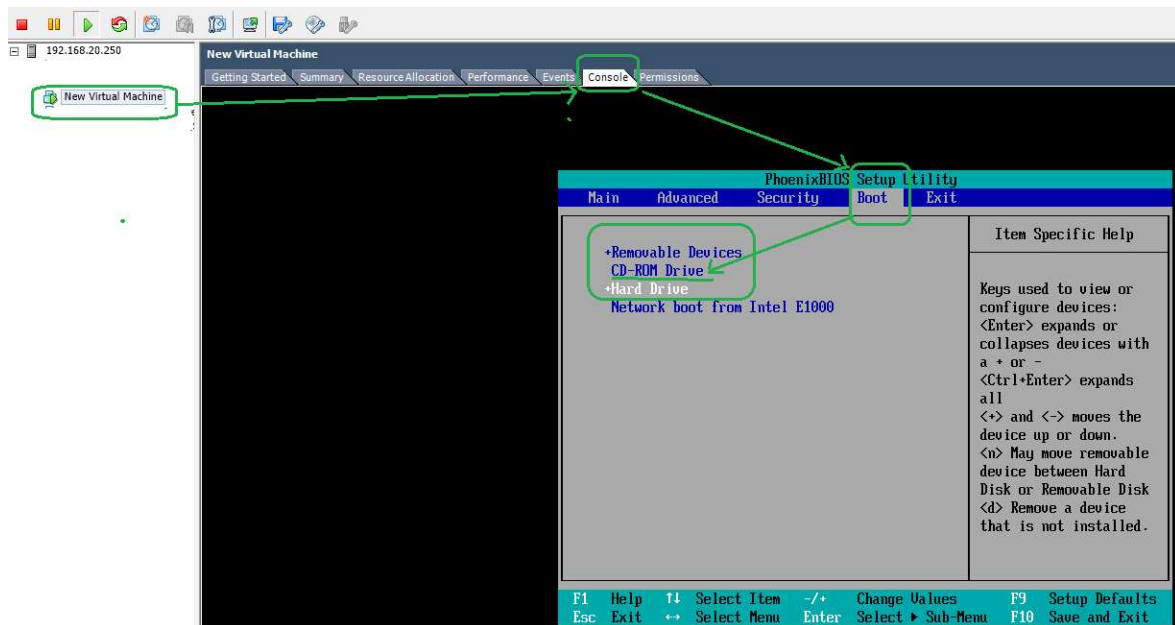 192.168.20.250
New Virtual Machine
New Virtual Machine
Getting Started Summary Resource Allocation Performance Events Console Permissions
PhoenixBIOS Setup Utility
Main Advanced Security Boot Exit
+Removable Devices
CD-ROM Drive
+Hard Drive
Network boot from Intel E1000
Item Specific Help
Keys used to view or
configure devices:
<Enter> expands or
collapses devices with
a + or -
<Ctrl+Enter> expands
all
<+> and <-> moves the
device up or down.
<n> May move removable
device between Hard
Disk or Removable Disk
<d> Remove a device
that is not installed.
F1 Help ↑↓ Select Item -/+ Change Values F9 Setup Defaults
Esc Exit ↔ Select Menu Enter Select ▶ Sub-Menu F10 Save and Exit